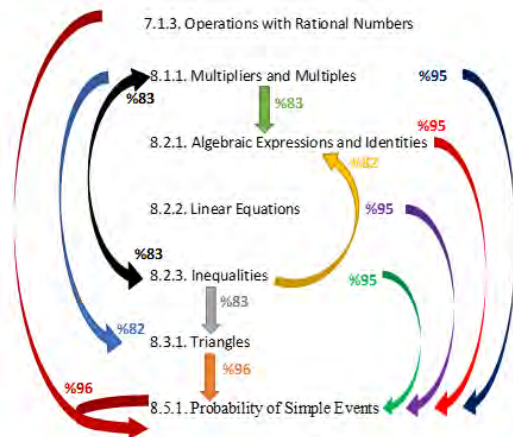 7.1.3. Operations with Rational Numbers
8.1.1. Multipliers and Multiples %95
%83 %83
%95
8.2.1. Algebraic Expressions and Identities
%82
8.2.2. Linear Equations %95
%83
8.2.3. Inequalities %95
%83
%82
8.3.1. Triangles
%96 %96
8.5.1. Probability of Simple Events